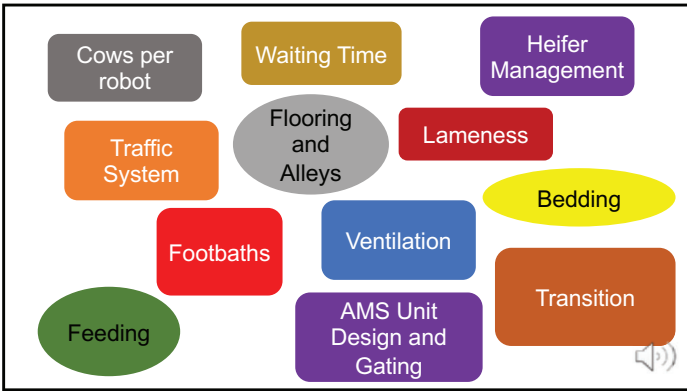 Cows per
robot
Waiting Time
Heifer
Management
Traffic
System
Flooring
and
Alleys
Lameness
Bedding
Footbaths
Ventilation
Transition
Feeding
AMS Unit
Design and
Gating